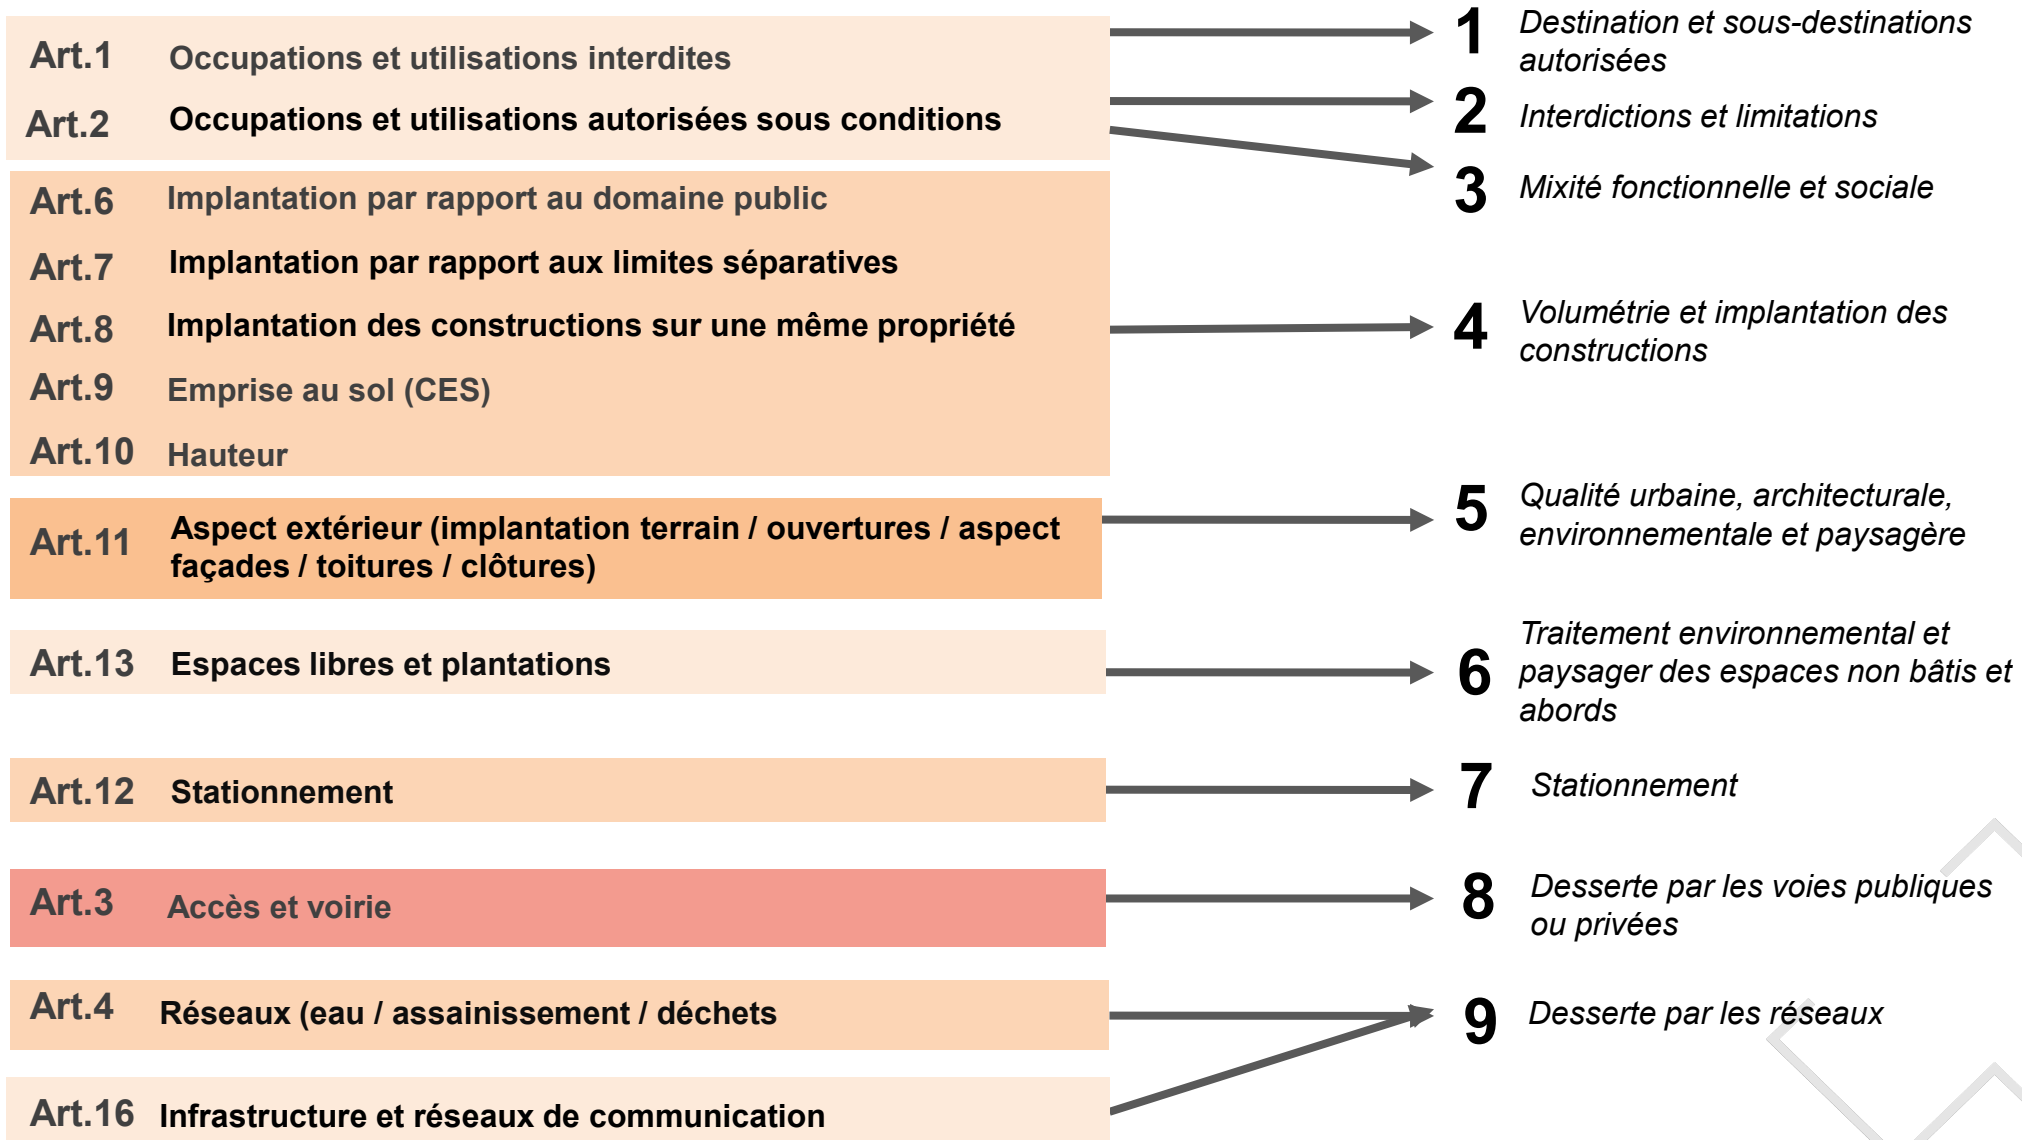 Art.1 Occupations et utilisations interdites
Art.2 Occupations et utilisations autorisées sous conditions
1 Destination et sous-destinations
autorisées
2 Interdictions et limitations
3 Mixité fonctionnelle et sociale
Art.6 Implantation par rapport au domaine public
Art.7 Implantation par rapport aux limites séparatives
Art.8 Implantation des constructions sur une même propriété
Art.9 Emprise au sol (CES)
Art.10 Hauteur
4 Volumétrie et implantation des
constructions
Art.11 Aspect extérieur (implantation terrain / ouvertures / aspect
façades / toitures / clôtures)
5 Qualité urbaine, architecturale,
environnementale et paysagère
Art.13 Espaces libres et plantations
6 Traitement environnemental et
paysager des espaces non bâtis et
abords
Art.12 Stationnement
7 Stationnement
Art.3 Accès et voirie
8 Desserte par les voies publiques
ou privées
Art.4 Réseaux (eau / assainissement / déchets
9 Desserte par les réseaux
Art.16 Infrastructure et réseaux de communication